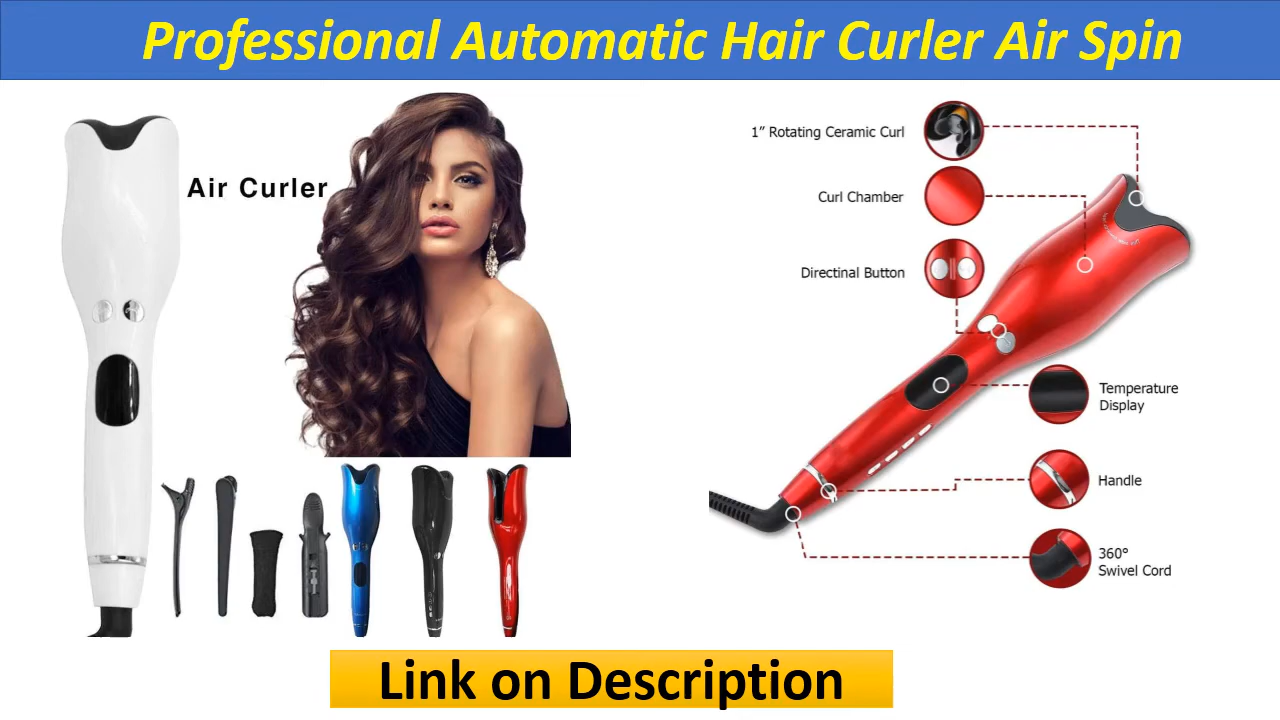 Professional Automatic Hair Curler Air Spin
Air Curler
1” Rotating Ceramic Curl
Curl Chamber
Directinal Button
Temperature
Display
Handle
360°
Swivel Cord
Link on Description